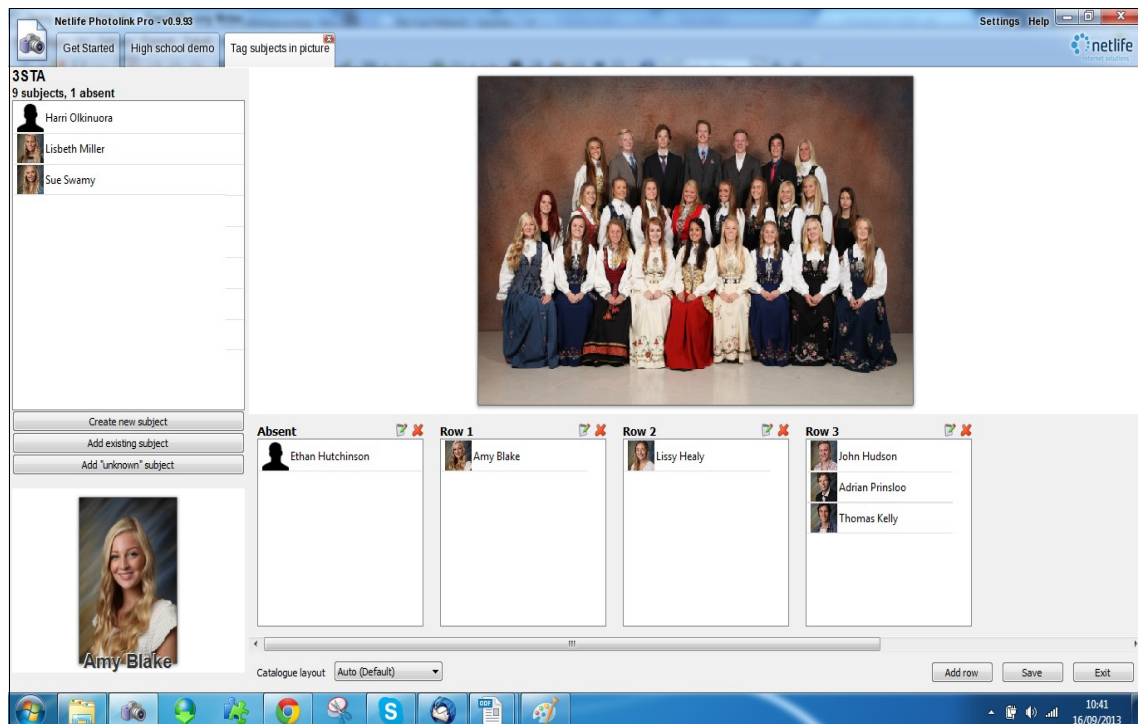 Netlife Photolink Pro - v0.9.93
Settings Help
Get Started
High school demo
Tag subjects in picture
netlife
internet solutions
3STA
9 subjects, 1 absent
Harri Olkinuora
Lisbeth Miller
Sue Swamy
Create new subject
Add existing subject
Add "unknown" subject
Amy Blake
Absent
Ethan Hutchinson
Row 1
Amy Blake
Row 2
Lissy Healy
Row 3
John Hudson
Adrian Prinsloo
Thomas Kelly
Catalogue layout
Auto (Default)
Add row
Save
Exit
ODF
10:41
16/09/2013